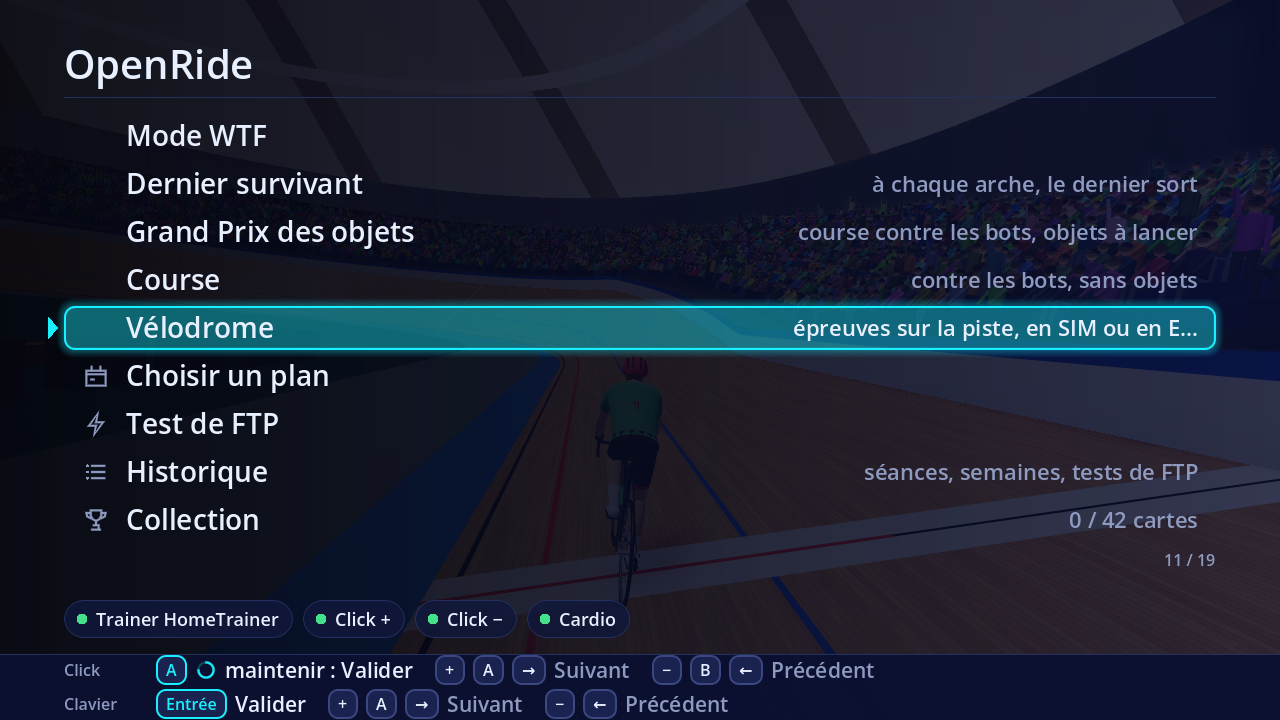 OpenRide
Mode WTF
Dernier survivant à chaque arche, le dernier sort
Grand Prix des objets course contre les bots, objets à lancer
Course contre les bots, sans objets
Vélodrome épreuves sur la piste, en SIM ou en E...
Choisir un plan
Test de FTP
Historique séances, semaines, tests de FTP
Collection 0 / 42 cartes
11 / 19
Trainer HomeTrainer Click + Click − Cardio
Click A maintenir : Valider + A → Suivant − B ← Précédent
Clavier Entrée Valider + A → Suivant − ← Précédent